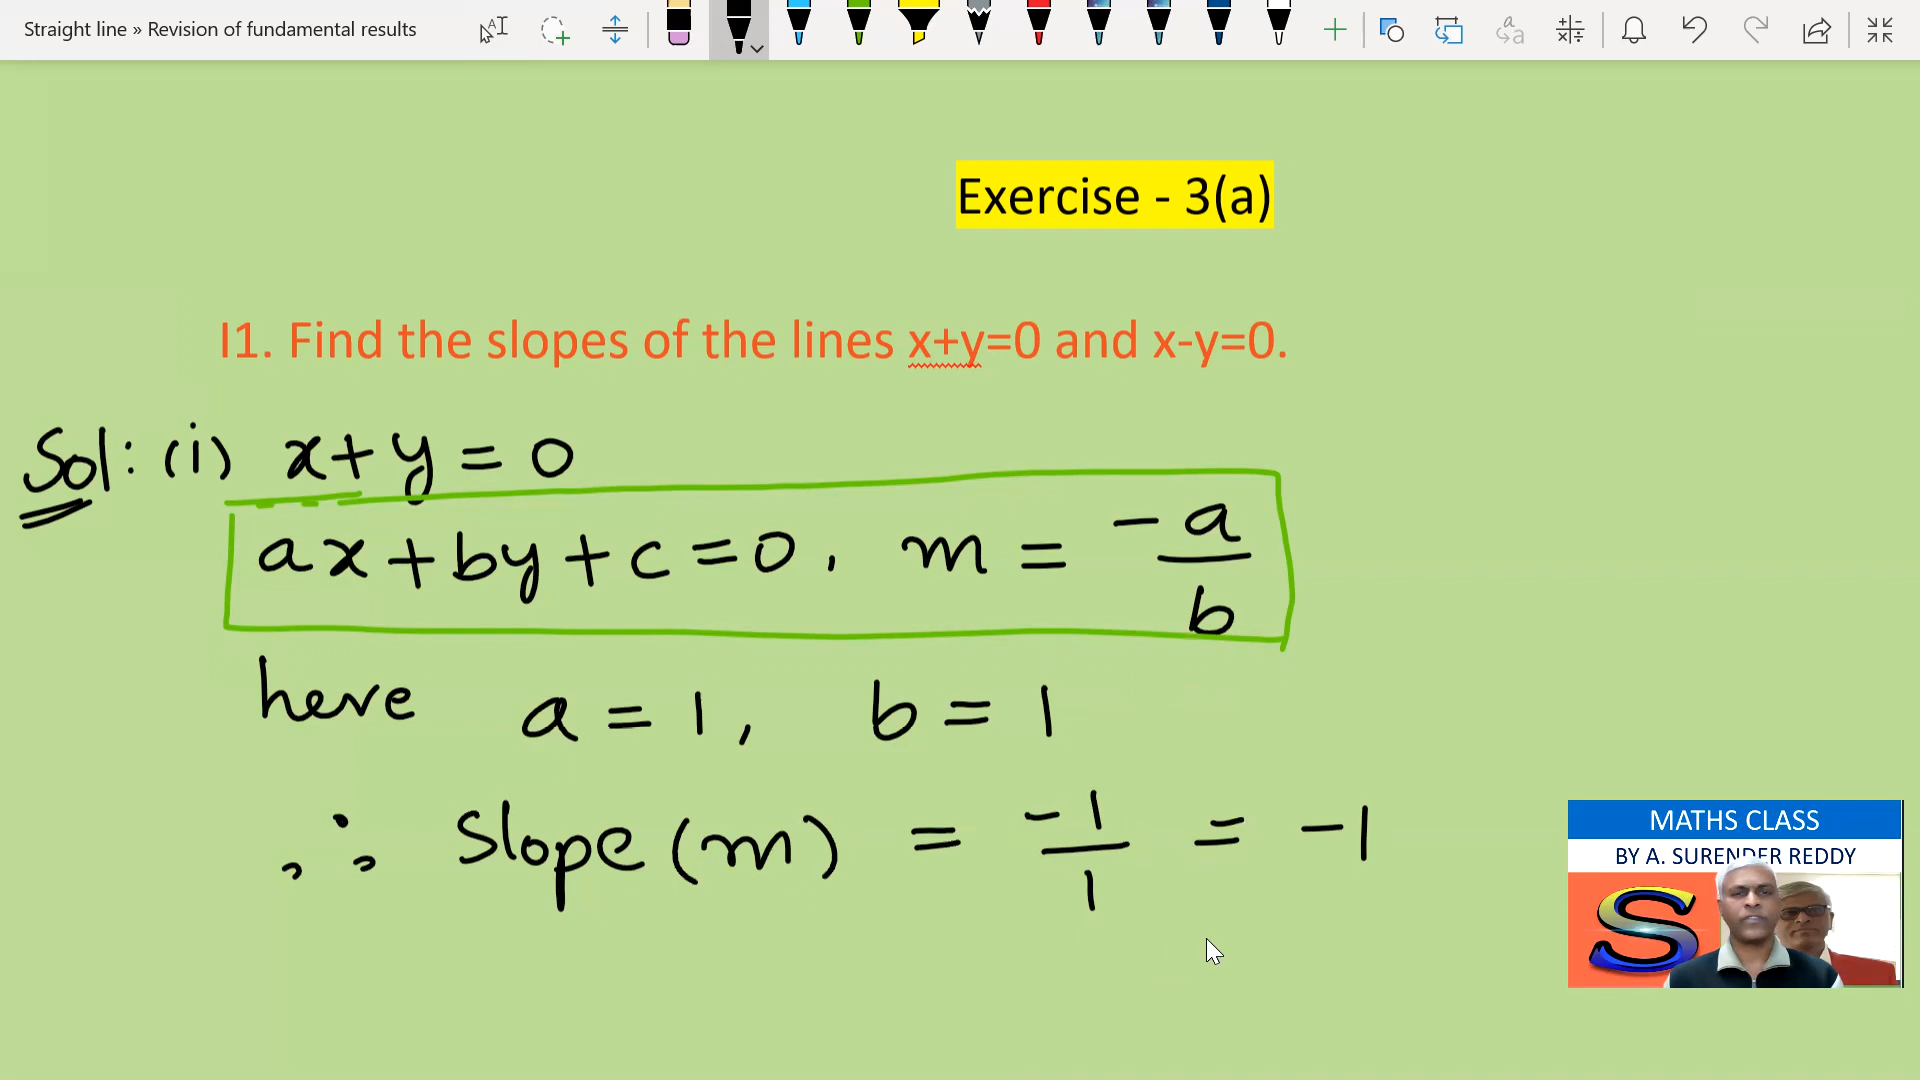 Straight line » Revision of fundamental results
Exercise - 3(a)
I1. Find the slopes of the lines x+y=0 and x-y=0.
Sol: (i) x+y=0
ax+by+c=0, m = -a/b
here a=1, b=1
∴ Slope(m) = -1/1 = -1
MATHS CLASS
BY A. SURENDER REDDY
S